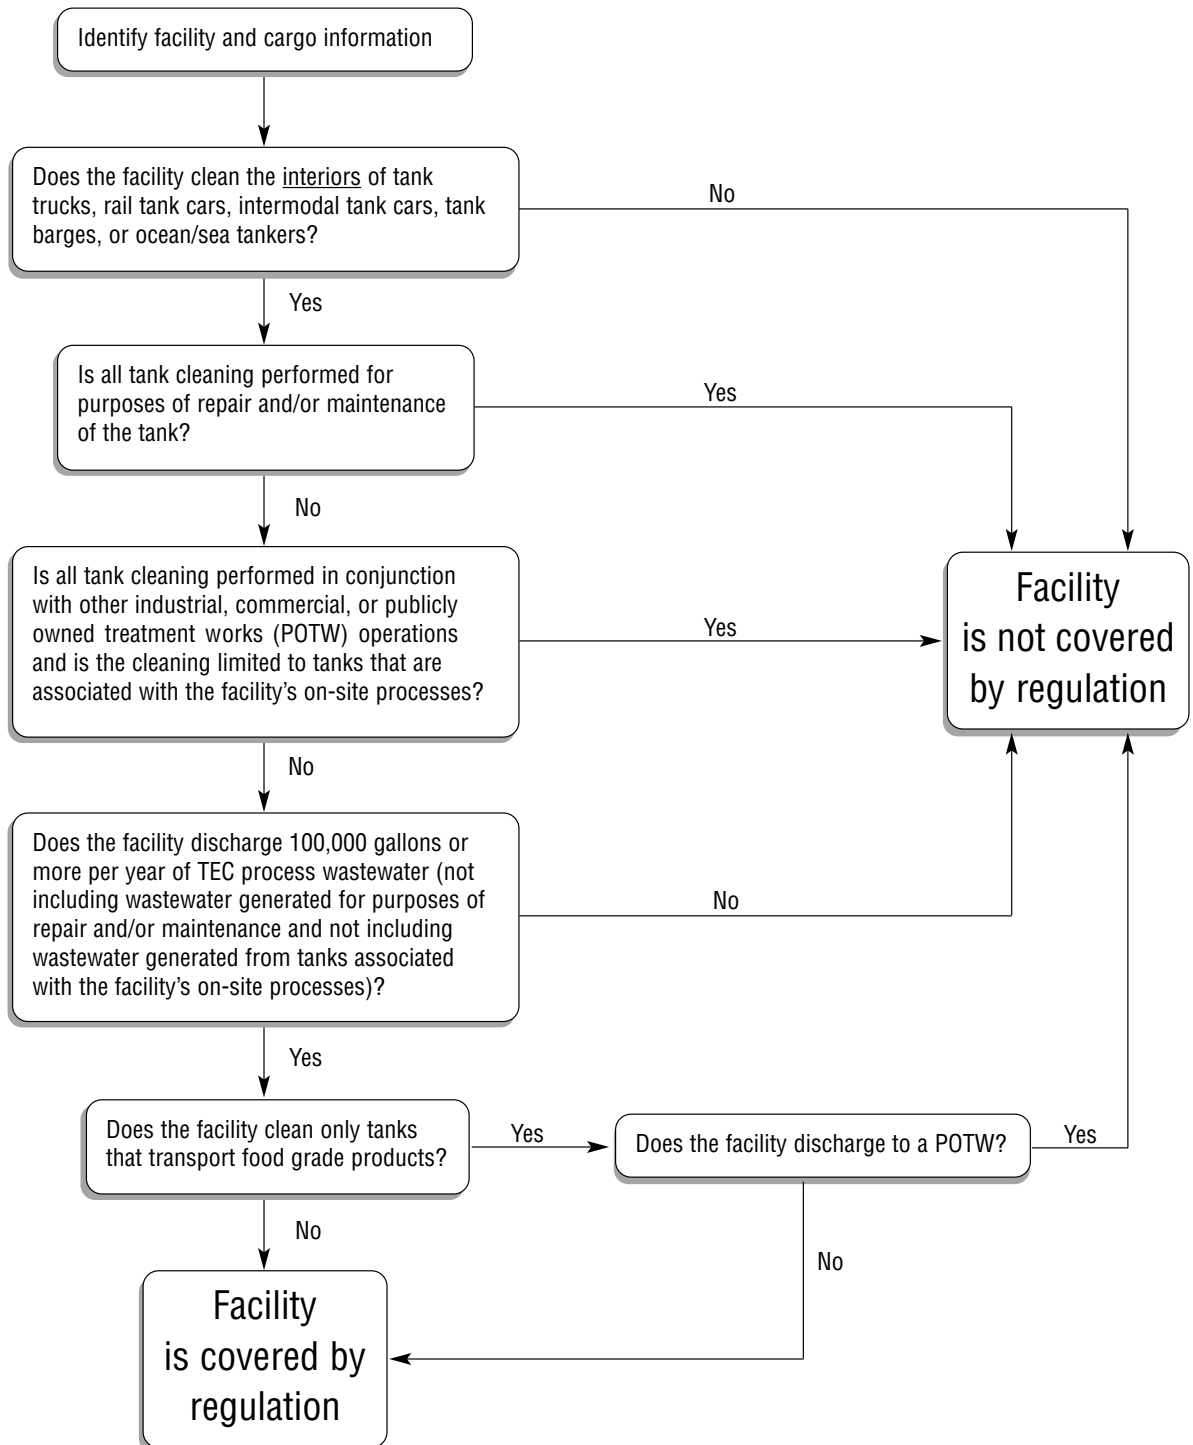 Identify facility and cargo information
Does the facility clean the interiors of tank
trucks, rail tank cars, intermodal tank cars, tank
barges, or ocean/sea tankers?
No
Yes
Is all tank cleaning performed for
purposes of repair and/or maintenance
of the tank?
Yes
No
Is all tank cleaning performed in conjunction
with other industrial, commercial, or publicly
owned treatment works (POTW) operations
and is the cleaning limited to tanks that are
associated with the facility's on-site processes?
Yes
Facility
is not covered
by regulation
No
Does the facility discharge 100,000 gallons or
more per year of TEC process wastewater (not
including wastewater generated for purposes of
repair and/or maintenance and not including
wastewater generated from tanks associated
with the facility's on-site processes)?
No
Yes
Does the facility clean only tanks
that transport food grade products?
Yes
Does the facility discharge to a POTW?
Yes
No
No
Facility
is covered by
regulation